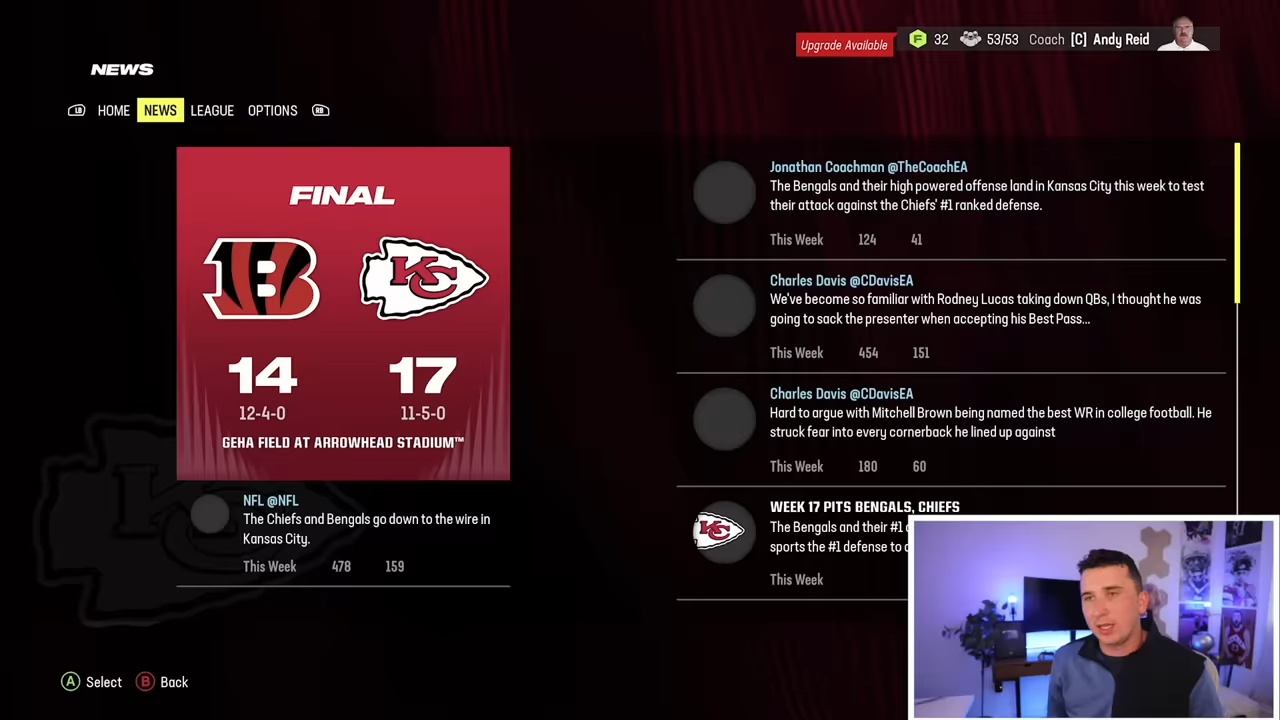 Upgrade Available
F 32 53/53 Coach [C] Andy Reid
NEWS
LB HOME NEWS LEAGUE OPTIONS RB
FINAL
B KC
14 17
12-4-0 11-5-0
GEHA FIELD AT ARROWHEAD STADIUM™
NFL @NFL
The Chiefs and Bengals go down to the wire in
Kansas City.
This Week 478 159
Jonathan Coachman @TheCoachEA
The Bengals and their high powered offense land in Kansas City this week to test
their attack against the Chiefs' #1 ranked defense.
This Week 124 41
Charles Davis @CDavisEA
We've become so familiar with Rodney Lucas taking down QBs, I thought he was
going to sack the presenter when accepting his Best Pass...
This Week 454 151
Charles Davis @CDavisEA
Hard to argue with Mitchell Brown being named the best WR in college football. He
struck fear into every cornerback he lined up against
This Week 180 60
KC
WEEK 17 PITS BENGALS, CHIEFS
The Bengals and their #1
sports the #1 defense to
This Week
A Select B Back